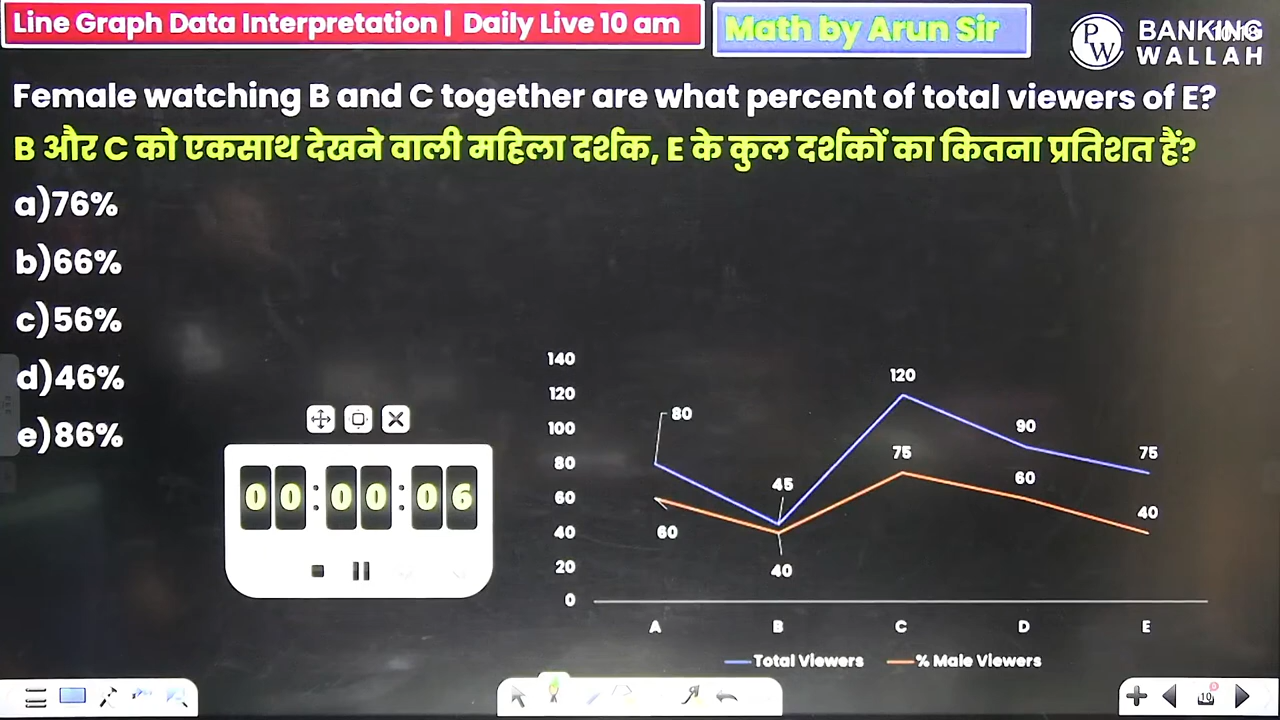 Line Graph Data Interpretation | Daily Live 10 am
Math by Arun Sir
PW
BANKING
WALLAH
Female watching B and C together are what percent of total viewers of E?
B और C को एकसाथ देखने वाली महिला दर्शक, E के कुल दर्शकों का कितना प्रतिशत हैं?
a)76%
b)66%
c)56%
d)46%
e)86%
00:00:06
140
120
100
80
60
40
20
0
80
45
120
90
75
60
40
75
60
40
A B C D E
Total Viewers % Male Viewers
10